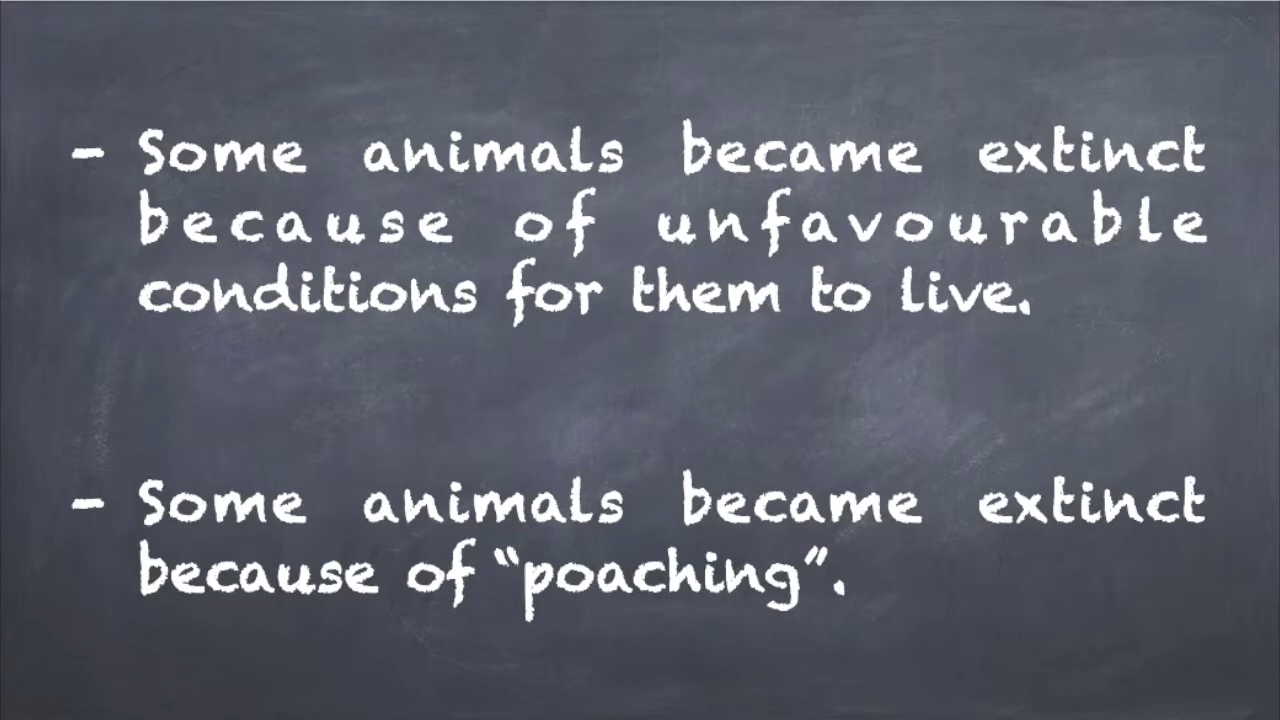 - Some animals became extinct
because of unfavourable
conditions for them to live.
- Some animals became extinct
because of “poaching”.